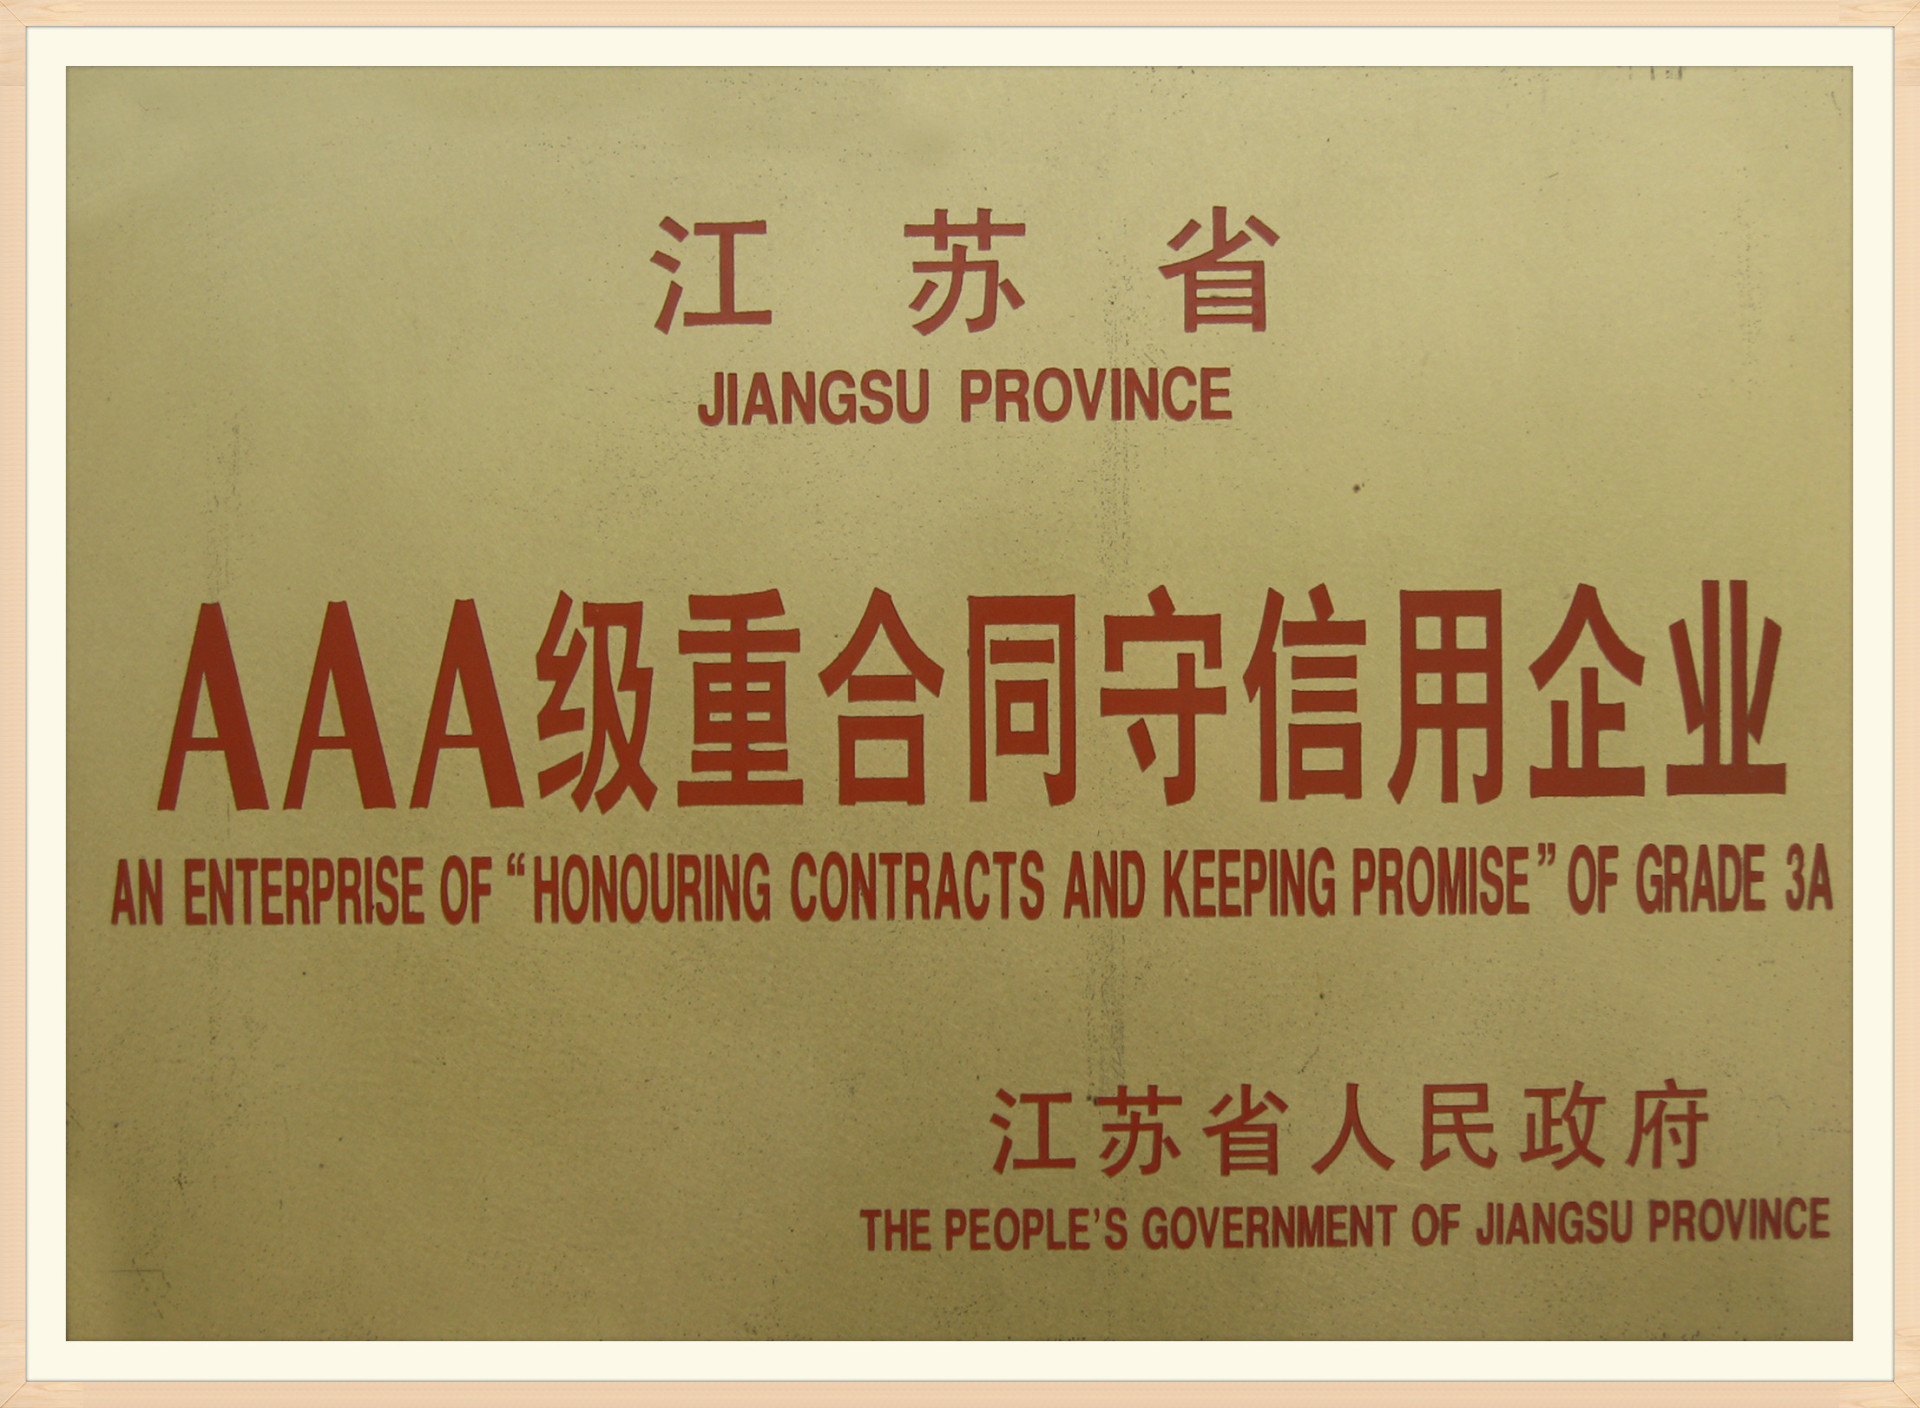 江苏省
JIANGSU PROVINCE
AAA级重合同守信用企业
AN ENTERPRISE OF “HONOURING CONTRACTS AND KEEPING PROMISE” OF GRADE 3A
江苏省人民政府
THE PEOPLE’S GOVERNMENT OF JIANGSU PROVINCE